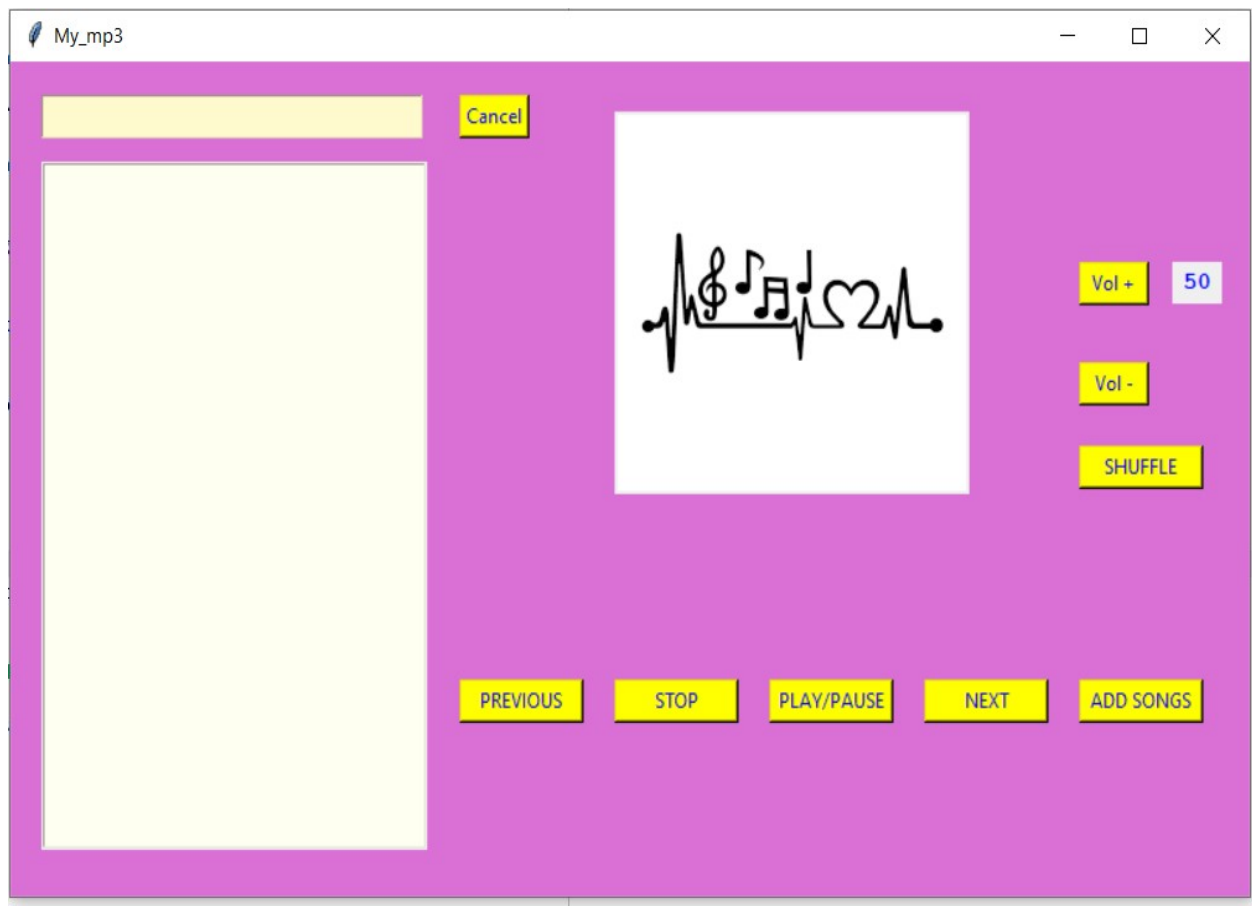 My_mp3
Cancel
Vol +
50
Vol -
SHUFFLE
PREVIOUS
STOP
PLAY/PAUSE
NEXT
ADD SONGS